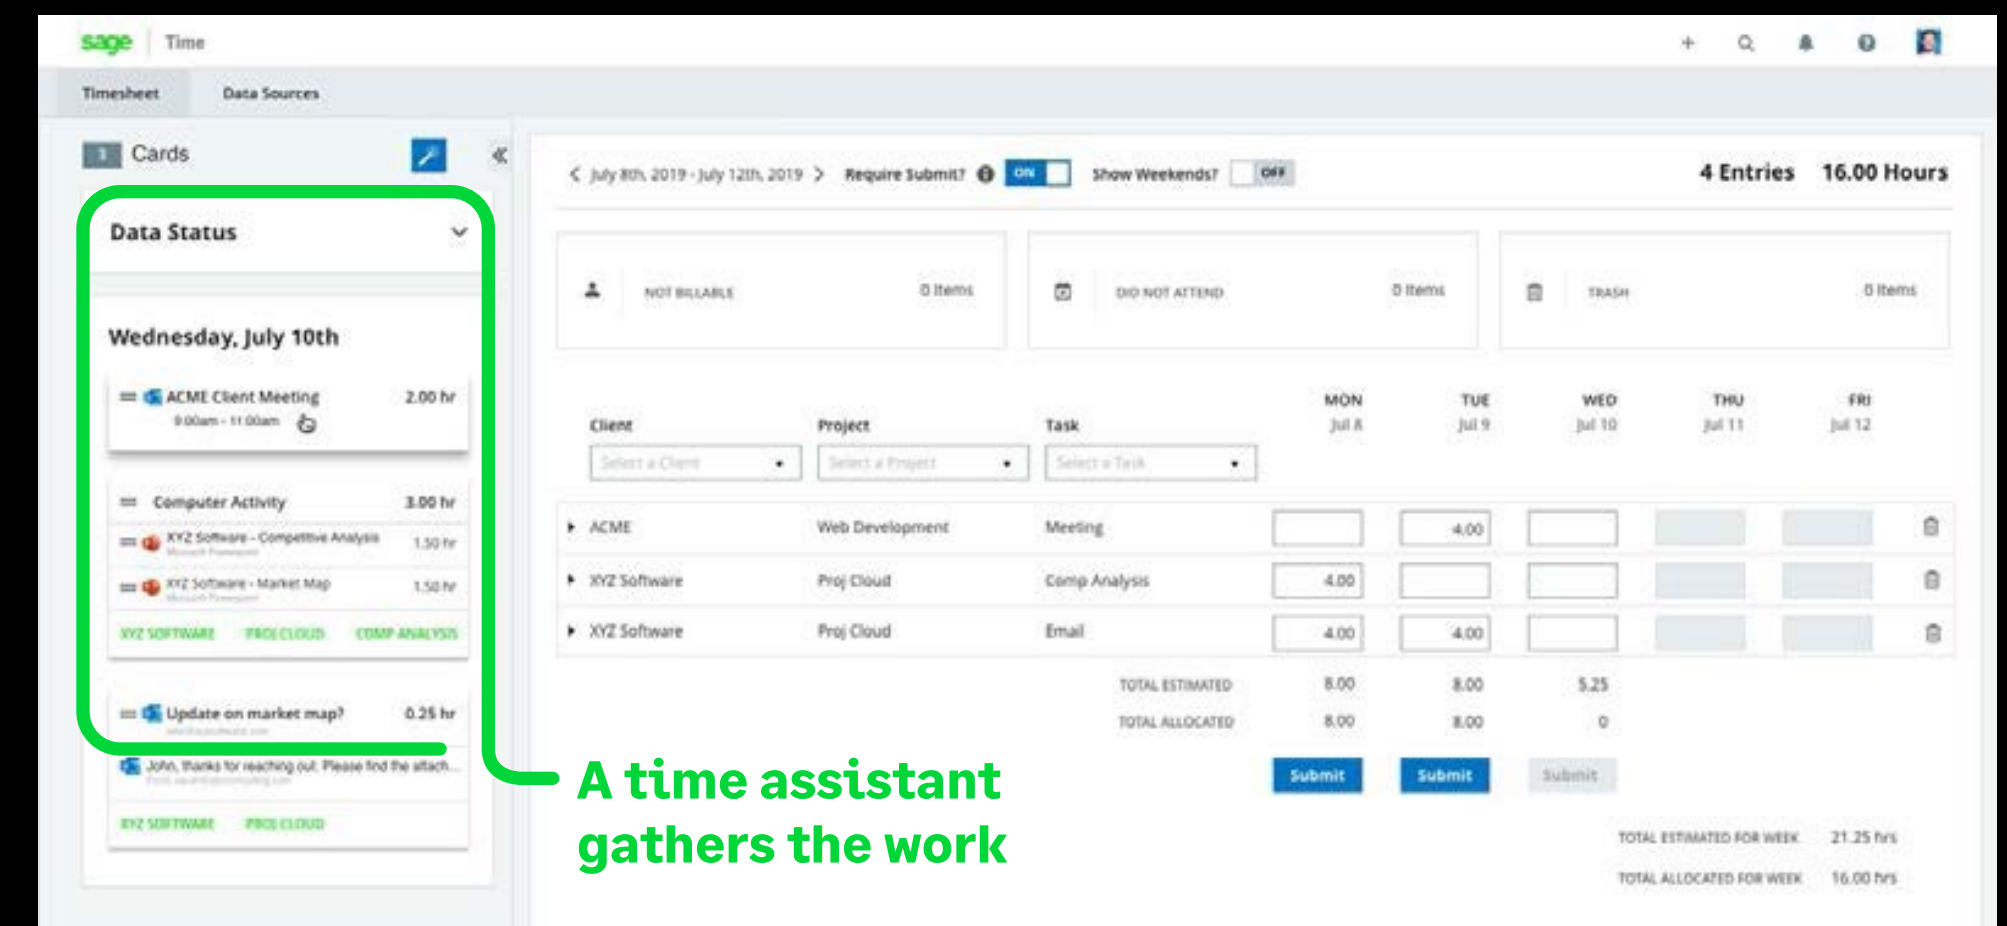 sage Time
Timesheet Data Sources
Cards
Data Status
Wednesday, July 10th
ACME Client Meeting 2.00 hr
9:00am - 11:00am
Computer Activity 3.00 hr
XYZ Software - Competitive Analysis 1.50 hr
Microsoft Powerpoint
XYZ Software - Market Map 1.50 hr
Microsoft Powerpoint
XYZ SOFTWARE PROJ CLOUD COMP ANALYSIS
Update on market map? 0.25 hr
John, thanks for reaching out. Please find the attach...
XYZ SOFTWARE PROJ CLOUD
July 8th, 2019 - July 12th, 2019 Require Submit? ON Show Weekends? OFF 4 Entries 16.00 Hours
NOT BILLABLE 0 Items DID NOT ATTEND 0 Items TRASH 0 Items
MON TUE WED THU FRI
Client Project Task Jul 8 Jul 9 Jul 10 Jul 11 Jul 12
Select a Client Select a Project Select a Task
ACME Web Development Meeting 4.00
XYZ Software Proj Cloud Comp Analysis 4.00
XYZ Software Proj Cloud Email 4.00 4.00
TOTAL ESTIMATED 8.00 8.00 5.25
TOTAL ALLOCATED 8.00 8.00 0
Submit Submit Submit
TOTAL ESTIMATED FOR WEEK 21.25 hrs
TOTAL ALLOCATED FOR WEEK 16.00 hrs
A time assistant
gathers the work